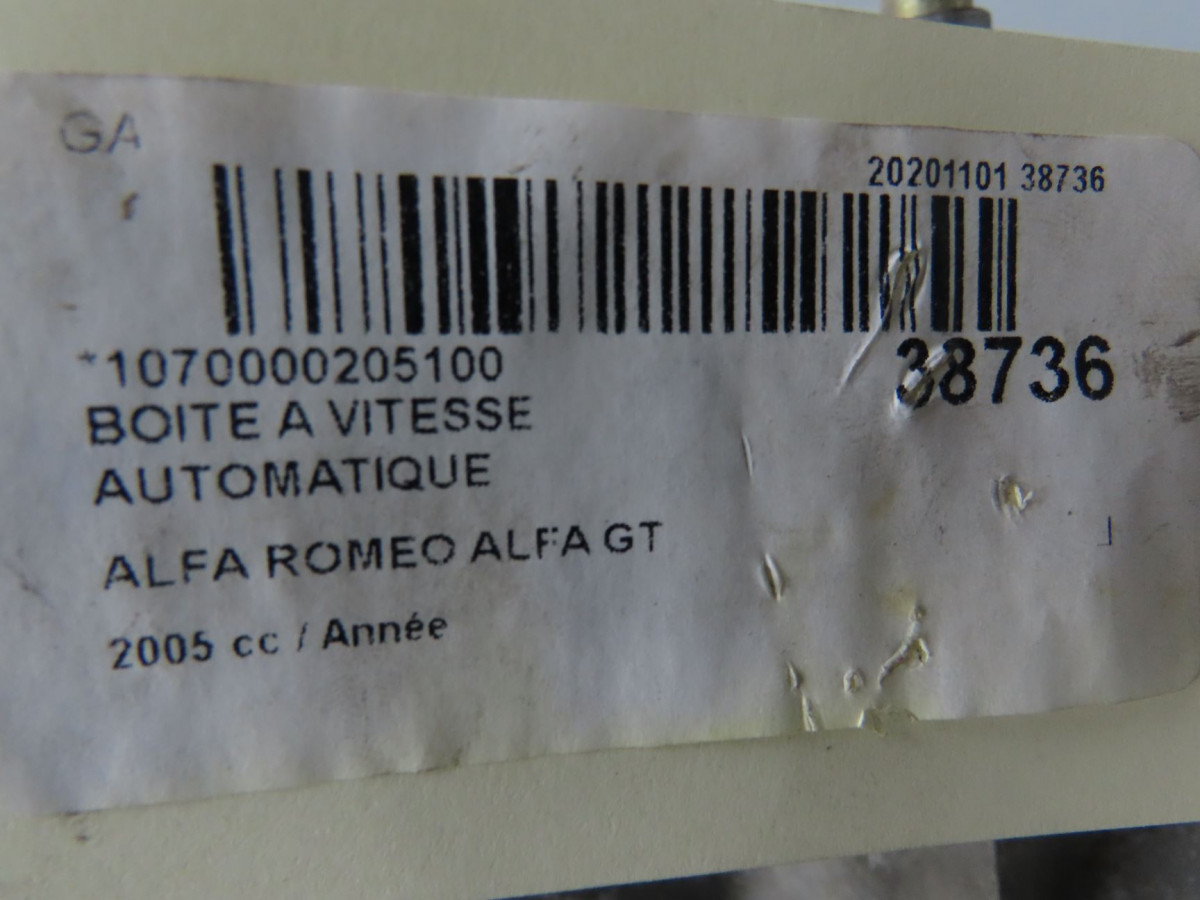 GA
20201101 38736
*1070000205100
38736
BOITE A VITESSE
AUTOMATIQUE
ALFA ROMEO ALFA GT
2005 cc / Année